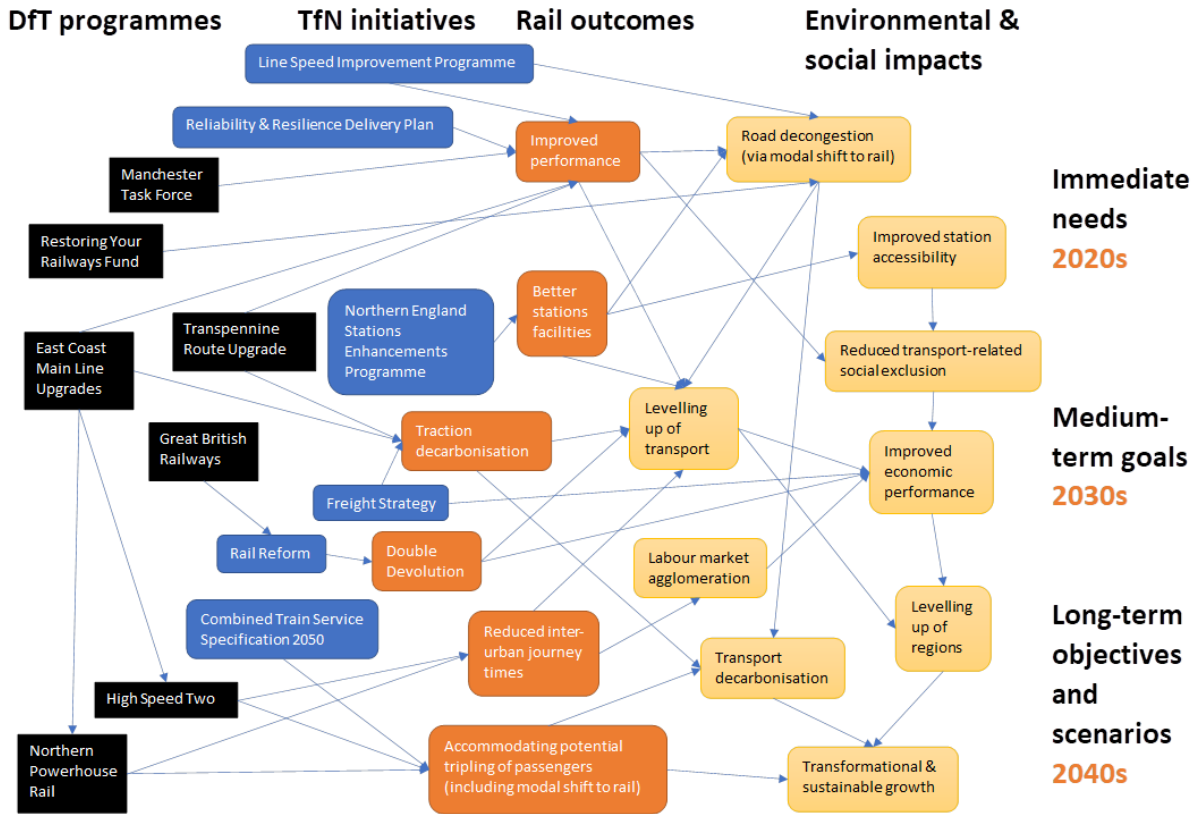 DfT programmes
TfN initiatives
Rail outcomes
Environmental &
social impacts
Line Speed Improvement Programme
Reliability & Resilience Delivery Plan
Improved
performance
Road decongestion
(via modal shift to rail)
Manchester
Task Force
Immediate
needs
2020s
Restoring Your
Railways Fund
Improved station
accessibility
Northern England
Stations
Enhancements
Programme
Better
stations
facilities
Transpennine
Route Upgrade
East Coast
Main Line
Upgrades
Reduced transport-related
social exclusion
Levelling
up of
transport
Traction
decarbonisation
Great British
Railways
Improved
economic
performance
Medium-
term goals
2030s
Freight Strategy
Rail Reform
Double
Devolution
Labour market
agglomeration
Combined Train Service
Specification 2050
Reduced inter-
urban journey
times
Levelling
up of
regions
Transport
decarbonisation
Long-term
objectives
and
scenarios
2040s
High Speed Two
Northern
Powerhouse
Rail
Accommodating potential
tripling of passengers
(including modal shift to rail)
Transformational &
sustainable growth